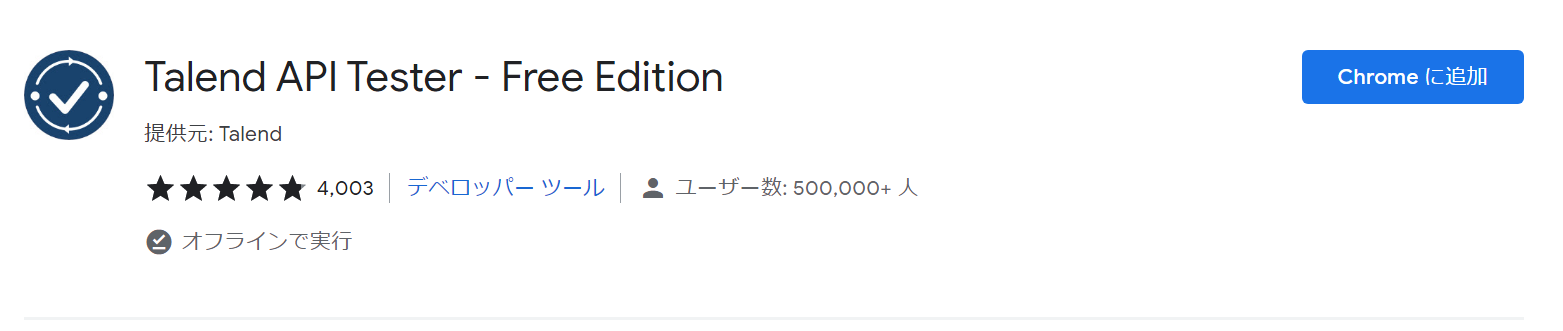 Talend API Tester - Free Edition
Chrome に追加
提供元: Talend
4,003 デベロッパー ツール ユーザー数: 500,000+ 人
オフラインで実行